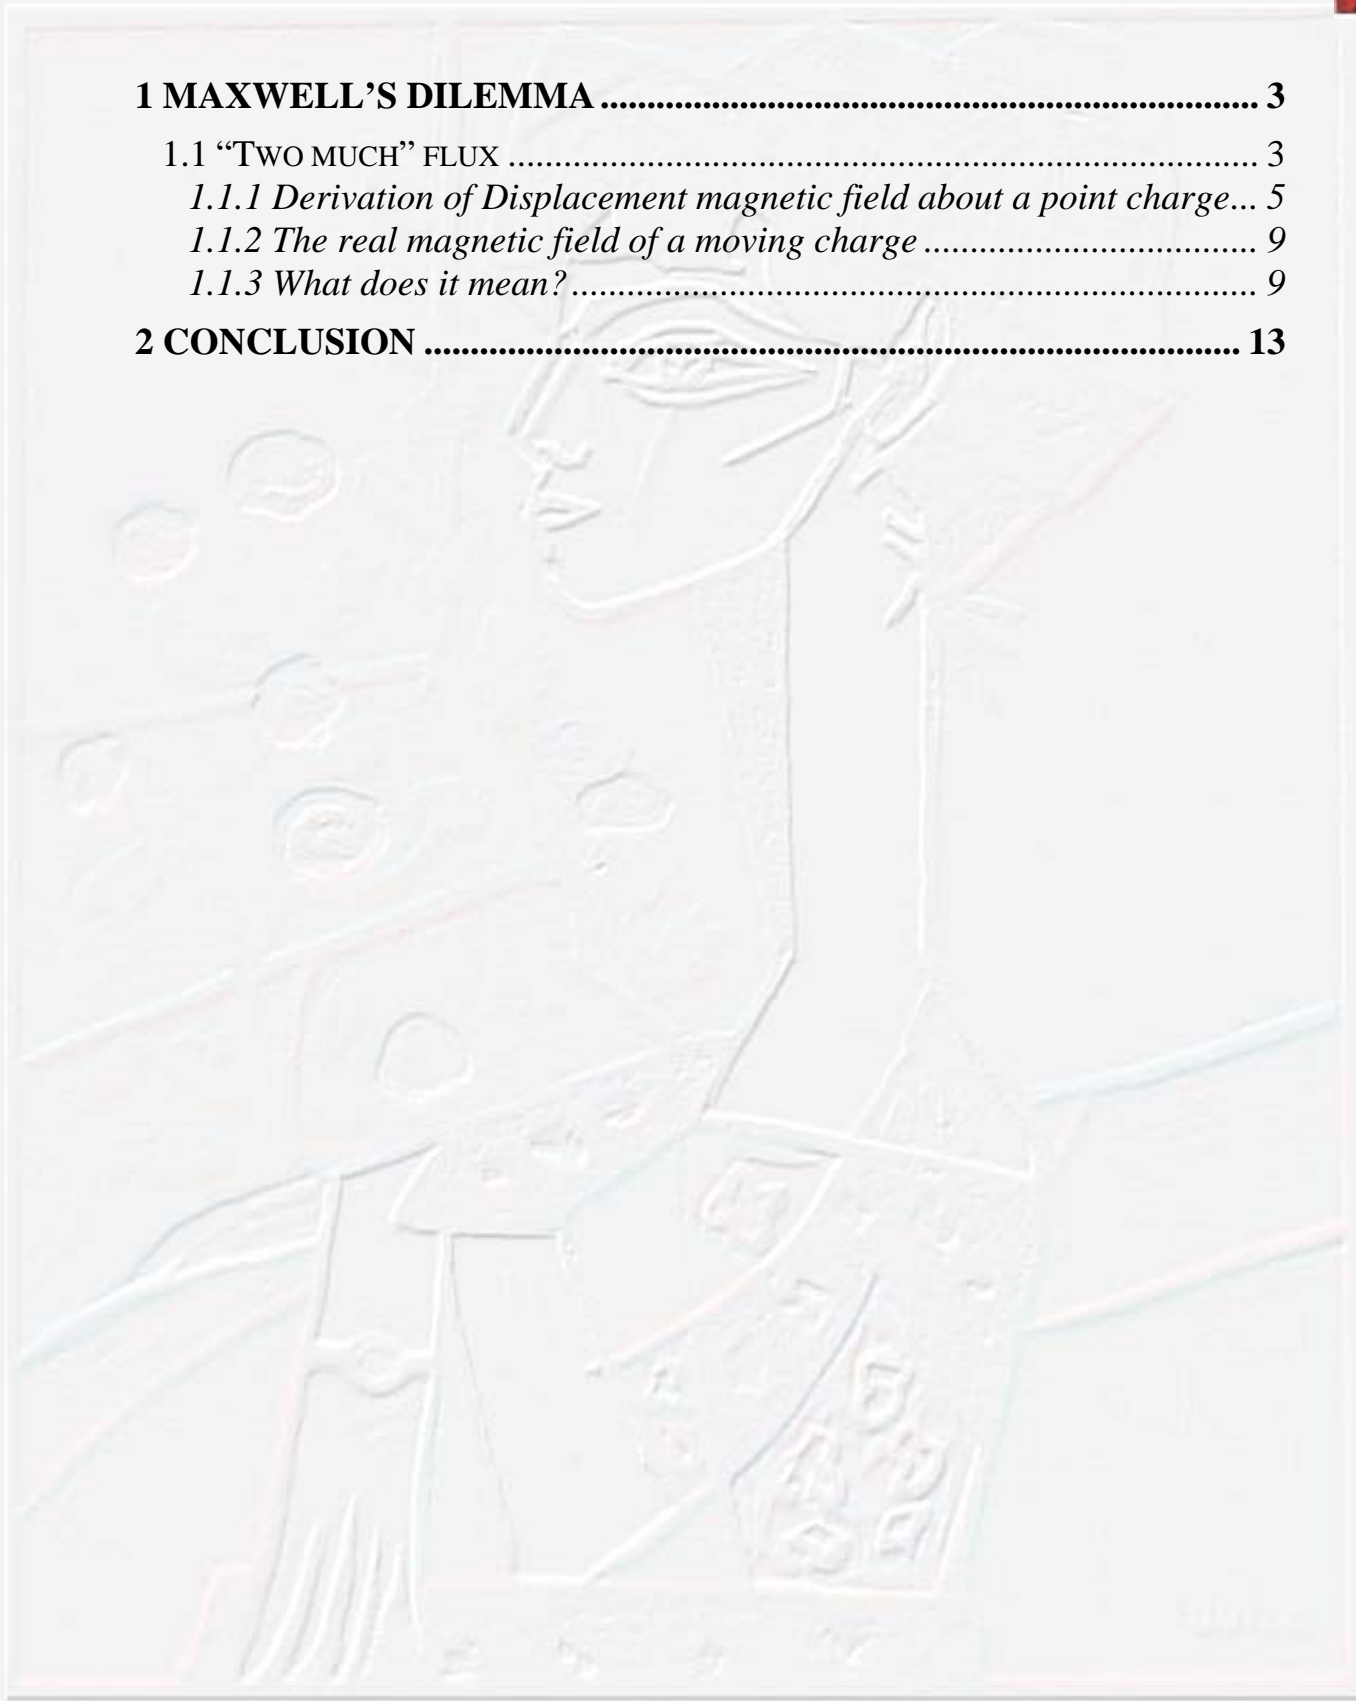 1 MAXWELL’S DILEMMA ....................................................................... 3
1.1 “TWO MUCH” FLUX ................................................................................. 3
1.1.1 Derivation of Displacement magnetic field about a point charge... 5
1.1.2 The real magnetic field of a moving charge .................................... 9
1.1.3 What does it mean? .......................................................................... 9
2 CONCLUSION ........................................................................................ 13